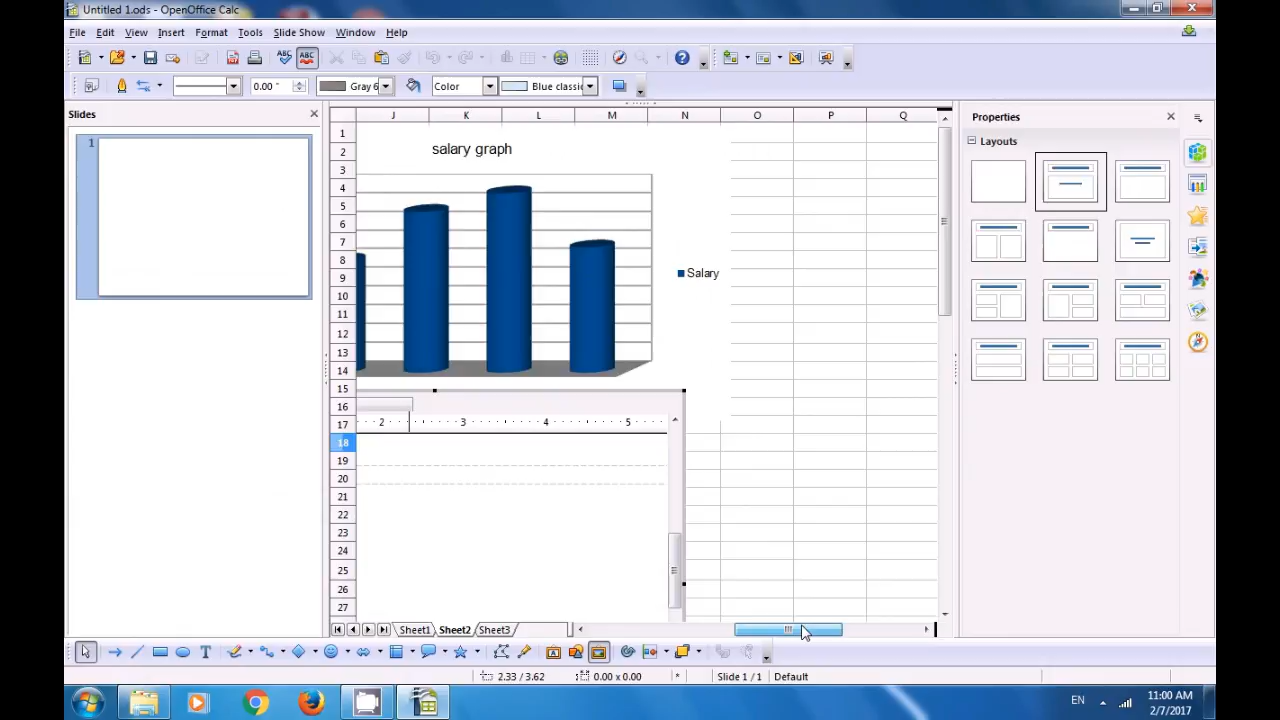 Untitled 1.ods - OpenOffice Calc
File Edit View Insert Format Tools Slide Show Window Help
0.00 " Gray 6 Color Blue classic
Slides
1
J K L M N O P Q
1
2
3
4
5
6
7
8
9
10
11
12
13
14
15
16
17
18
19
20
21
22
23
24
25
26
27
salary graph
Salary
2 3 4 5
Properties
Layouts
Sheet1 Sheet2 Sheet3
2.33 / 3.62 0.00 x 0.00 * Slide 1 / 1 Default
EN 11:00 AM
2/7/2017